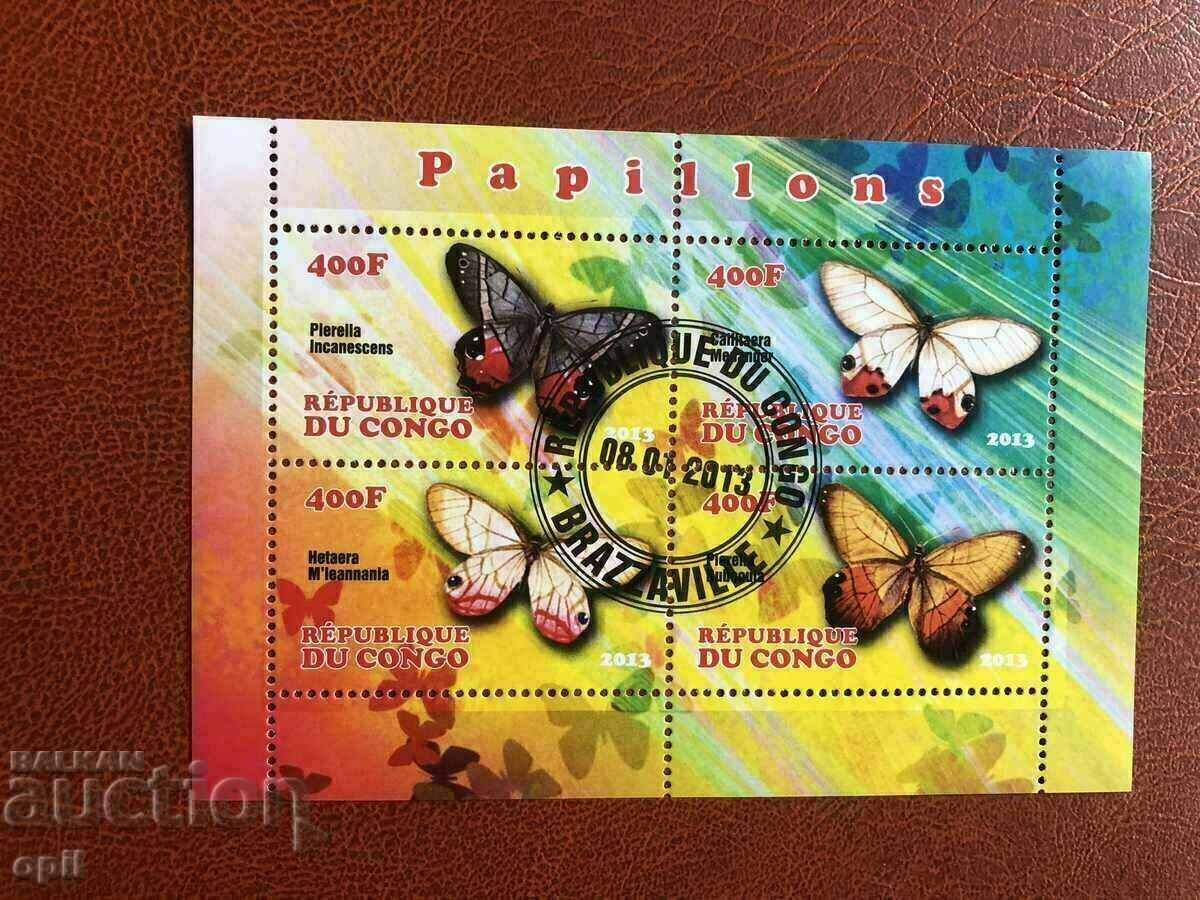 Papillons
400F
Pierella
Incanescens
RÉPUBLIQUE
DU CONGO
2013
400F
RÉPUBLIQUE
DU CONGO
2013
400F
Hetaera
M'leannania
RÉPUBLIQUE
DU CONGO
2013
400F
Pierella
RÉPUBLIQUE
DU CONGO
2013
REPUBLIQUE DU CONGO
2013
★ BRAZZAVILLE ★
BALKAN
auction
opil